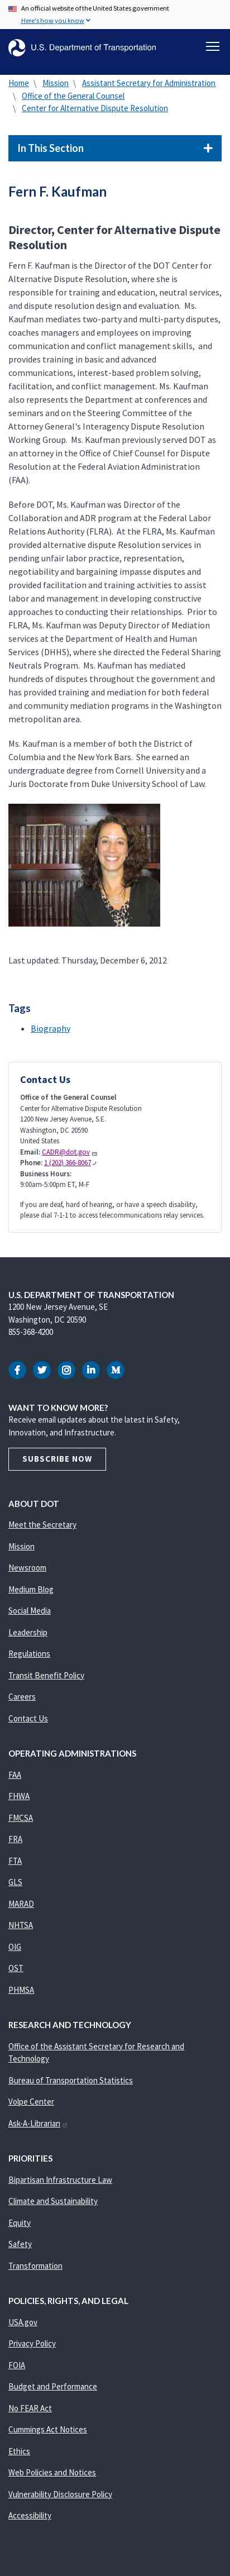 An official website of the United States government
Here's how you know
U.S. Department of Transportation
Home \ Mission \ Assistant Secretary for Administration
\ Office of the General Counsel
\ Center for Alternative Dispute Resolution
In This Section
Fern F. Kaufman
Director, Center for Alternative Dispute
Resolution
Fern F. Kaufman is the Director of the DOT Center for
Alternative Dispute Resolution, where she is
responsible for training and education, neutral services,
and dispute resolution design and evaluation.  Ms.
Kaufman mediates two-party and multi-party disputes,
coaches managers and employees on improving
communication and conflict management skills,  and
provides training in basic and advanced
communications, interest-based problem solving,
facilitation, and conflict management. Ms. Kaufman
also represents the Department at conferences and
seminars and on the Steering Committee of the
Attorney General's Interagency Dispute Resolution
Working Group.  Ms. Kaufman previously served DOT as
an attorney in the Office of Chief Counsel for Dispute
Resolution at the Federal Aviation Administration
(FAA).
Before DOT, Ms. Kaufman was Director of the
Collaboration and ADR program at the Federal Labor
Relations Authority (FLRA).  At the FLRA, Ms. Kaufman
provided alternative dispute Resolution services in
pending unfair labor practice, representation,
negotiability and bargaining impasse disputes and
provided facilitation and training activities to assist
labor and management in developing constructive
approaches to conducting their relationships.  Prior to
FLRA, Ms. Kaufman was Deputy Director of Mediation
services at the Department of Health and Human
Services (DHHS), where she directed the Federal Sharing
Neutrals Program.  Ms. Kaufman has mediated
hundreds of disputes throughout the government and
has provided training and mediation for both federal
and community mediation programs in the Washington
metropolitan area.
Ms. Kaufman is a member of both the District of
Columbia and the New York Bars.  She earned an
undergraduate degree from Cornell University and a
Juris Doctorate from Duke University School of Law.
Last updated: Thursday, December 6, 2012
Tags
• Biography
Contact Us
Office of the General Counsel
Center for Alternative Dispute Resolution
1200 New Jersey Avenue, S.E.
Washington, DC 20590
United States
Email: CADR@dot.gov
Phone: 1 (202) 366-8067
Business Hours:
9:00am-5:00pm ET, M-F
If you are deaf, hard of hearing, or have a speech disability,
please dial 7-1-1 to access telecommunications relay services.
U.S. DEPARTMENT OF TRANSPORTATION
1200 New Jersey Avenue, SE
Washington, DC 20590
855-368-4200
WANT TO KNOW MORE?
Receive email updates about the latest in Safety,
Innovation, and Infrastructure.
SUBSCRIBE NOW
ABOUT DOT
Meet the Secretary
Mission
Newsroom
Medium Blog
Social Media
Leadership
Regulations
Transit Benefit Policy
Careers
Contact Us
OPERATING ADMINISTRATIONS
FAA
FHWA
FMCSA
FRA
FTA
GLS
MARAD
NHTSA
OIG
OST
PHMSA
RESEARCH AND TECHNOLOGY
Office of the Assistant Secretary for Research and
Technology
Bureau of Transportation Statistics
Volpe Center
Ask-A-Librarian
PRIORITIES
Bipartisan Infrastructure Law
Climate and Sustainability
Equity
Safety
Transformation
POLICIES, RIGHTS, AND LEGAL
USA.gov
Privacy Policy
FOIA
Budget and Performance
No FEAR Act
Cummings Act Notices
Ethics
Web Policies and Notices
Vulnerability Disclosure Policy
Accessibility